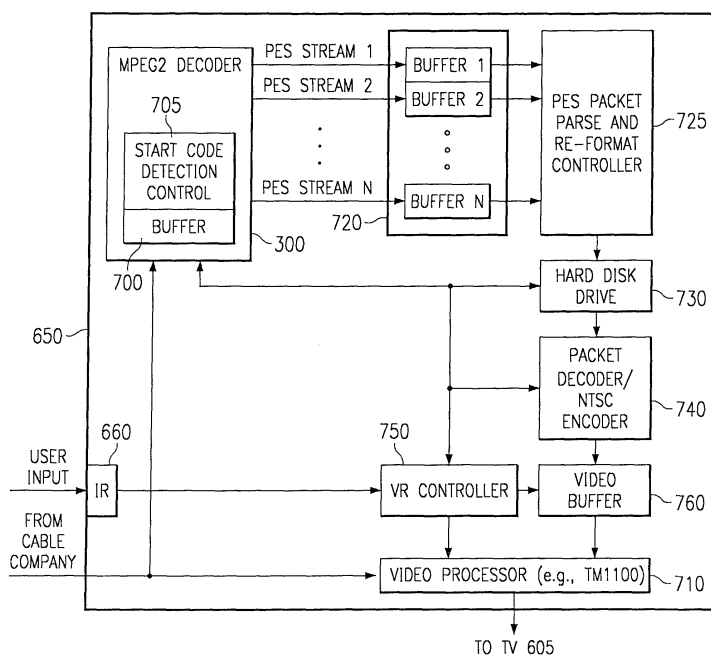 MPEG2 DECODER
705
START CODE
DETECTION
CONTROL
BUFFER
700
300
PES STREAM 1
PES STREAM 2
PES STREAM N
BUFFER 1
BUFFER 2
BUFFER N
720
PES PACKET
PARSE AND
RE-FORMAT
CONTROLLER
725
HARD DISK
DRIVE
730
650
PACKET
DECODER/
NTSC
ENCODER
740
USER
INPUT
660
IR
750
VR CONTROLLER
VIDEO
BUFFER
760
FROM
CABLE
COMPANY
VIDEO PROCESSOR (e.g., TM1100)
710
TO TV 605